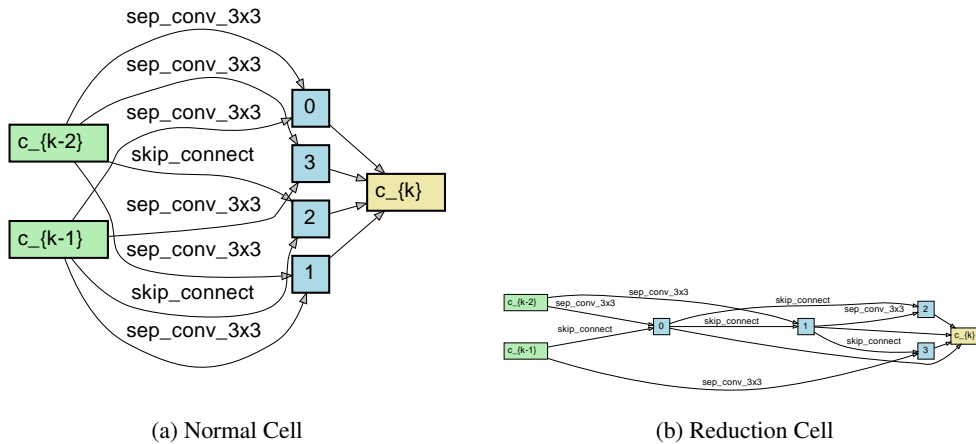 sep_conv_3x3
sep_conv_3x3
sep_conv_3x3
0
c_{k-2}
skip_connect
3
c_{k}
sep_conv_3x3
2
c_{k-1}
sep_conv_3x3
1
skip_connect
sep_conv_3x3
(a) Normal Cell
c_{k-2}
sep_conv_3x3
sep_conv_3x3
skip_connect
2
sep_conv_3x3
0
skip_connect
1
skip_connect
c_{k}
c_{k-1}
skip_connect
3
sep_conv_3x3
(b) Reduction Cell